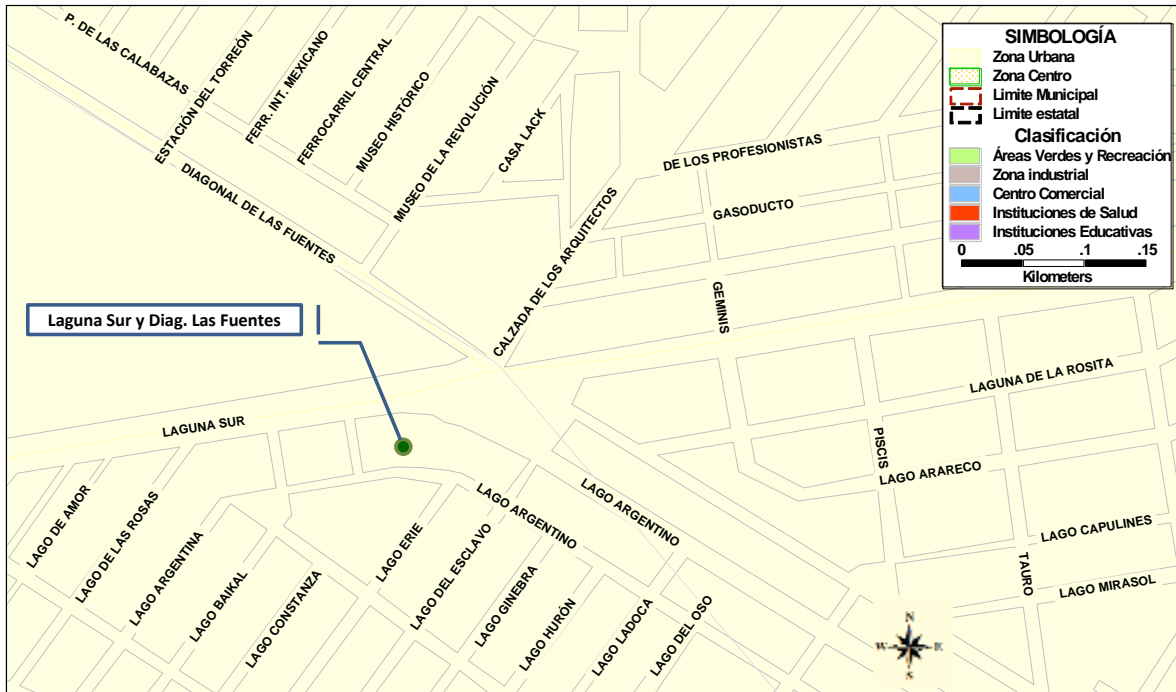 P. DE LAS CALABAZAS
ESTACIÓN DEL TORREÓN
FERR. INT. MEXICANO
FERROCARRIL CENTRAL
MUSEO HISTÓRICO
MUSEO DE LA REVOLUCIÓN
CASA LACK
DIAGONAL DE LAS FUENTES
CALZADA DE LOS ARQUITECTOS
DE LOS PROFESIONISTAS
GASODUCTO
GEMINIS
SIMBOLOGÍA
Zona Urbana
Zona Centro
Limite Municipal
Limite estatal
Clasificación
Áreas Verdes y Recreación
Zona industrial
Centro Comercial
Instituciones de Salud
Instituciones Educativas
0 .05 .1 .15
Kilometers
Laguna Sur y Diag. Las Fuentes
LAGUNA SUR
LAGUNA DE LA ROSITA
PISCIS
LAGO ARARECO
LAGO CAPULINES
TAURO
LAGO MIRASOL
LAGO DE AMOR
LAGO DE LAS ROSAS
LAGO ARGENTINA
LAGO BAIKAL
LAGO CONSTANZA
LAGO ERIE
LAGO DEL ESCLAVO
LAGO ARGENTINO
LAGO ARGENTINO
LAGO GINEBRA
LAGO HURÓN
LAGO LADOCA
LAGO DEL OSO
N
W E
S